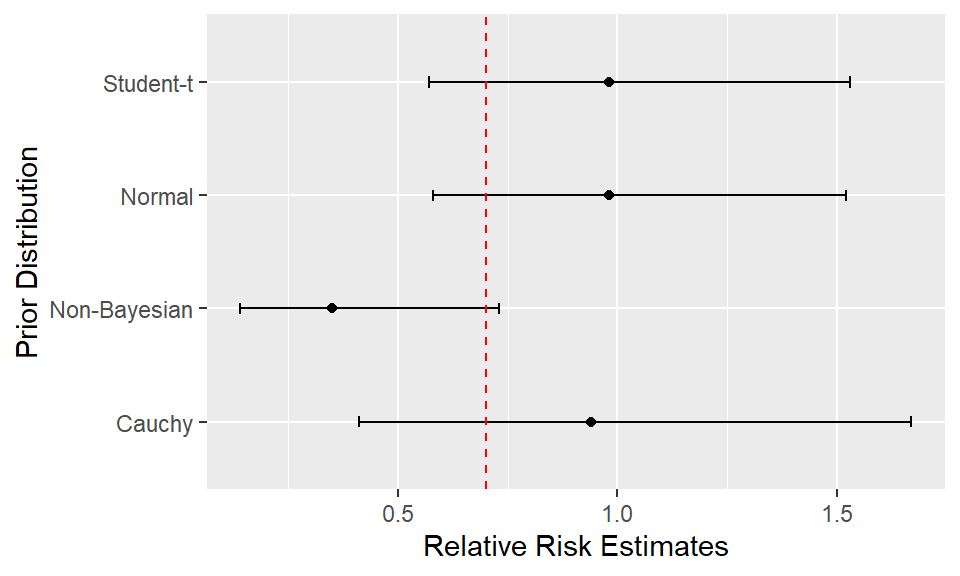 Prior Distribution
Student-t
Normal
Non-Bayesian
Cauchy
0.5 1.0 1.5
Relative Risk Estimates